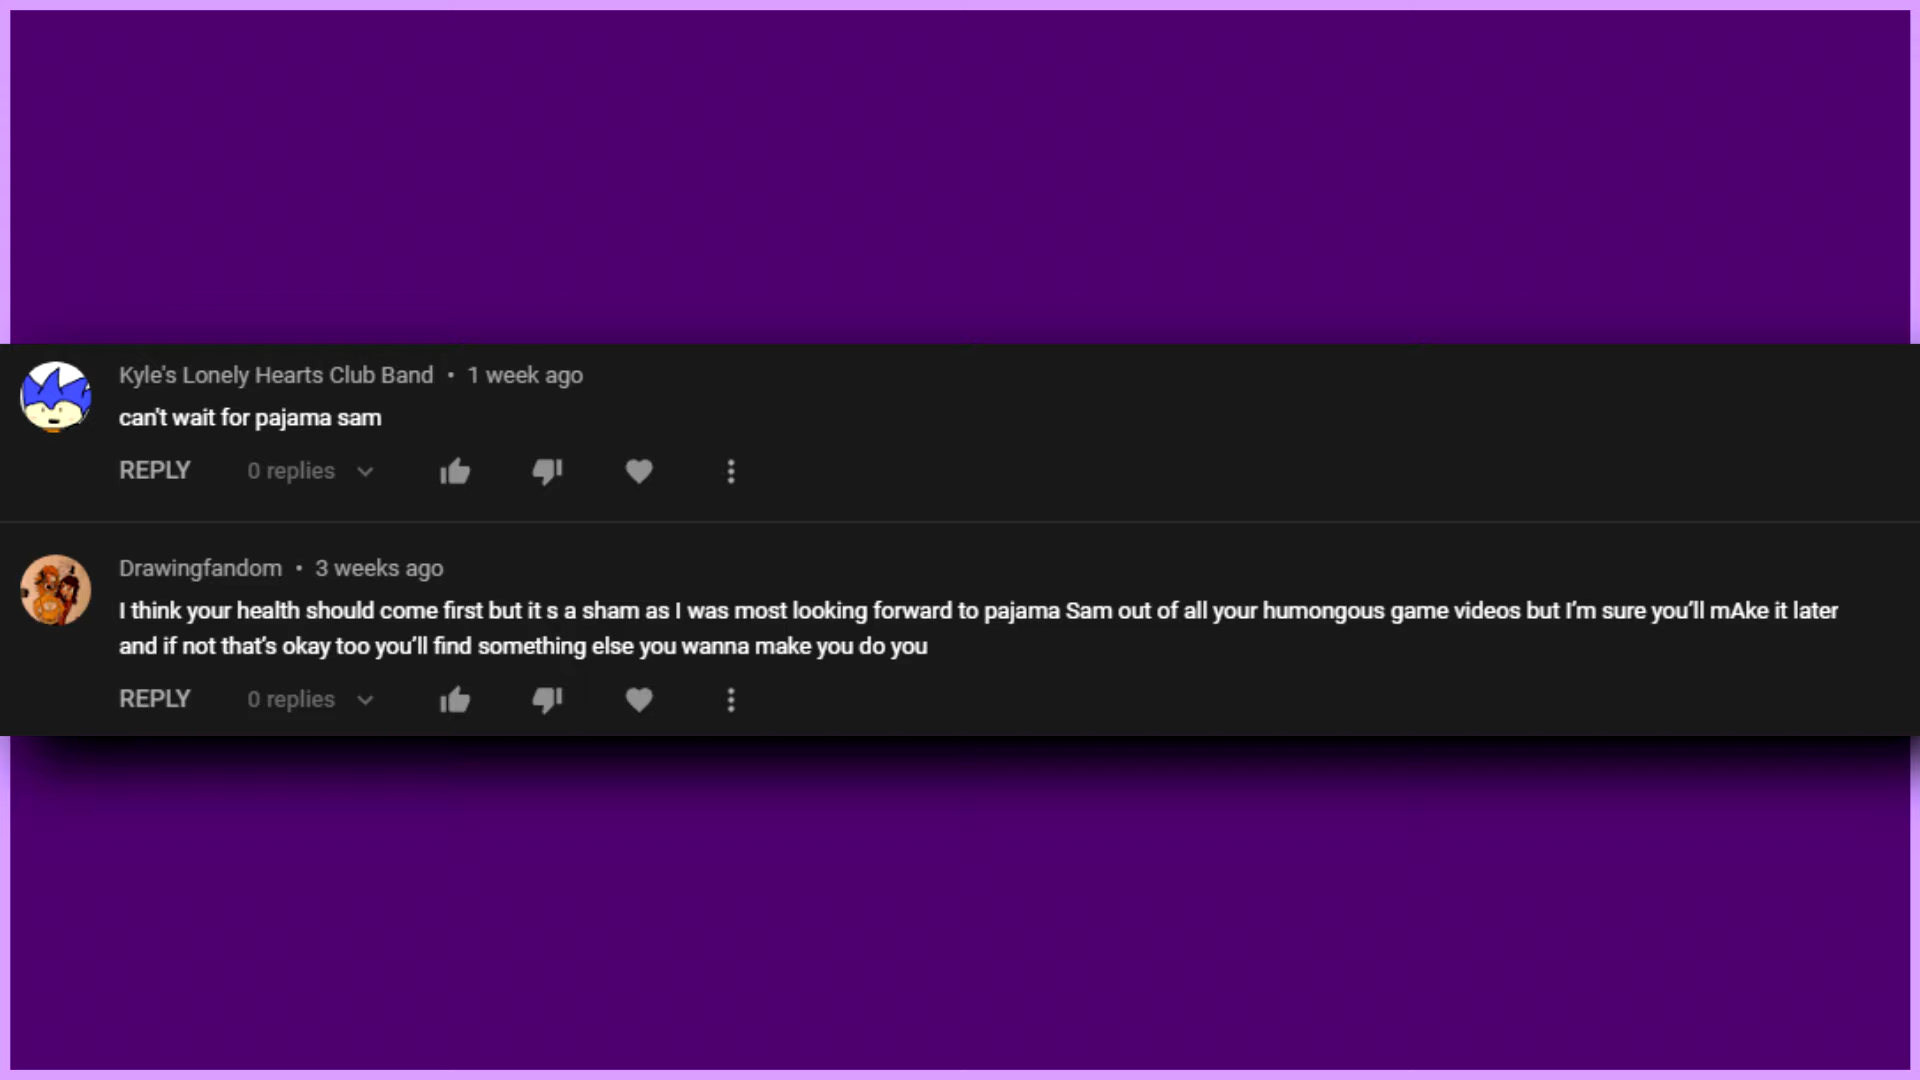 Kyle's Lonely Hearts Club Band • 1 week ago
can't wait for pajama sam
REPLY 0 replies
Drawingfandom • 3 weeks ago
I think your health should come first but it s a sham as I was most looking forward to pajama Sam out of all your humongous game videos but I’m sure you’ll mAke it later
and if not that’s okay too you’ll find something else you wanna make you do you
REPLY 0 replies